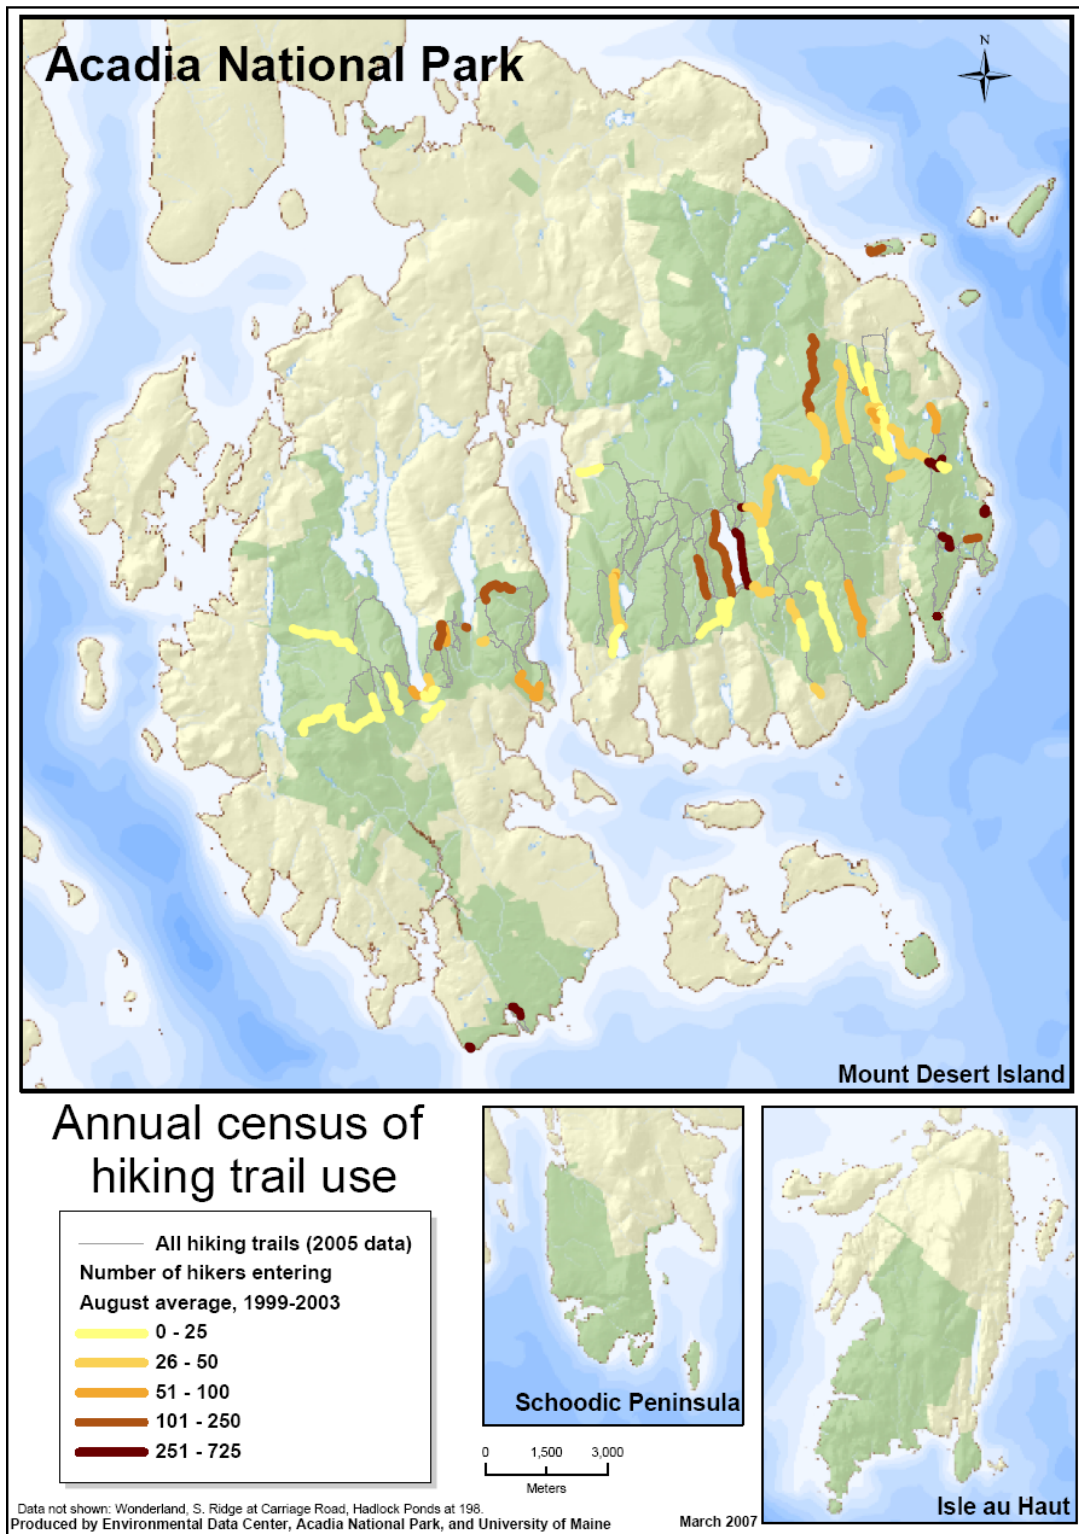 Acadia National Park
N
Mount Desert Island
Annual census of
hiking trail use
All hiking trails (2005 data)
Number of hikers entering
August average, 1999-2003
0 - 25
26 - 50
51 - 100
101 - 250
251 - 725
Schoodic Peninsula
0 1,500 3,000
Meters
Isle au Haut
Data not shown: Wonderland, S. Ridge at Carriage Road, Hadlock Ponds at 198.
Produced by Environmental Data Center, Acadia National Park, and University of Maine
March 2007